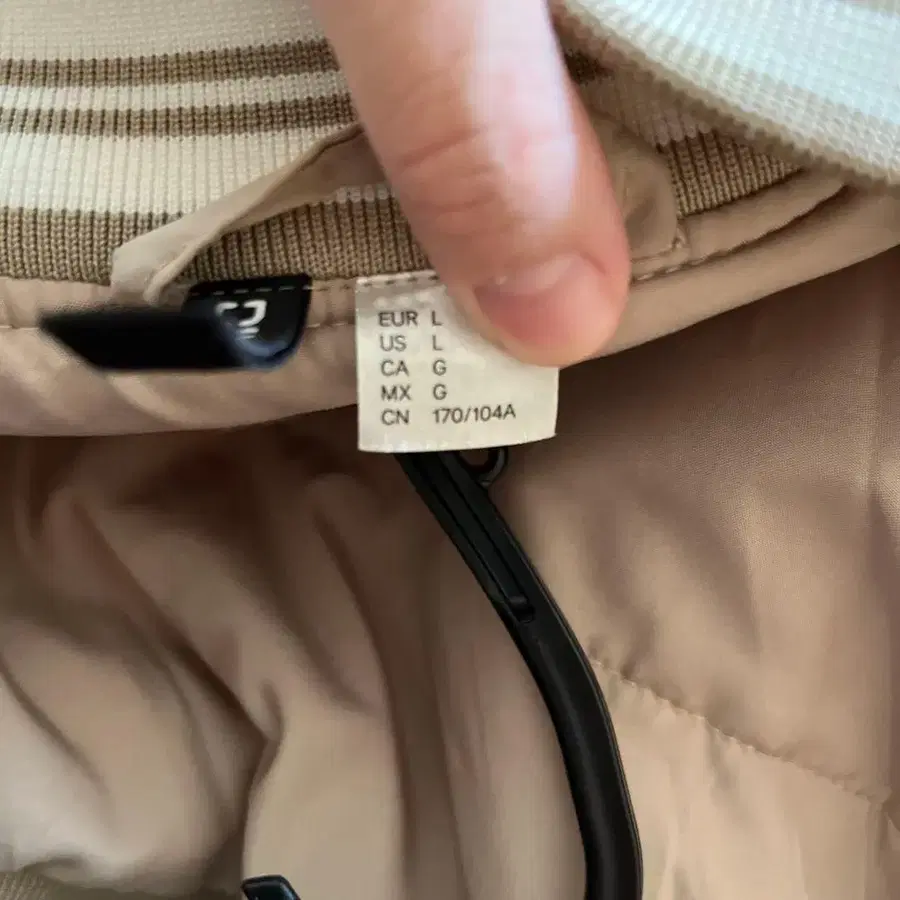 EUR L
US L
CA G
MX G
CN 170/104A